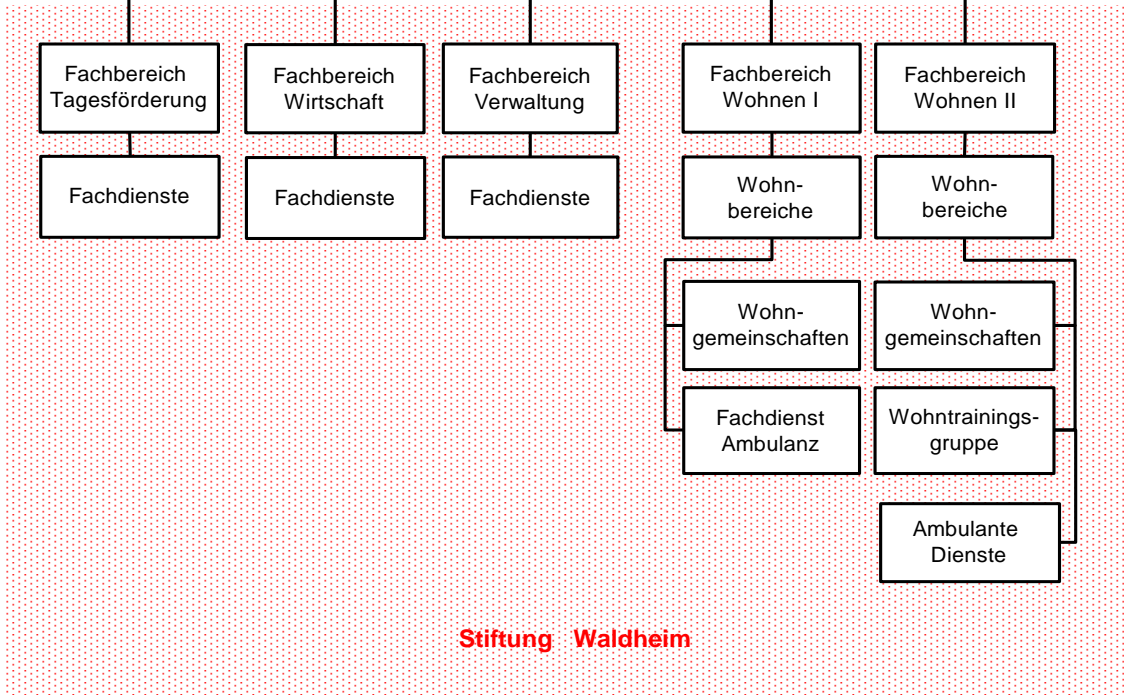 Fachbereich
Tagesförderung
Fachbereich
Wirtschaft
Fachbereich
Verwaltung
Fachbereich
Wohnen I
Fachbereich
Wohnen II
Fachdienste
Fachdienste
Fachdienste
Wohn-
bereiche
Wohn-
bereiche
Wohn-
gemeinschaften
Wohn-
gemeinschaften
Fachdienst
Ambulanz
Wohntrainings-
gruppe
Ambulante
Dienste
Stiftung Waldheim